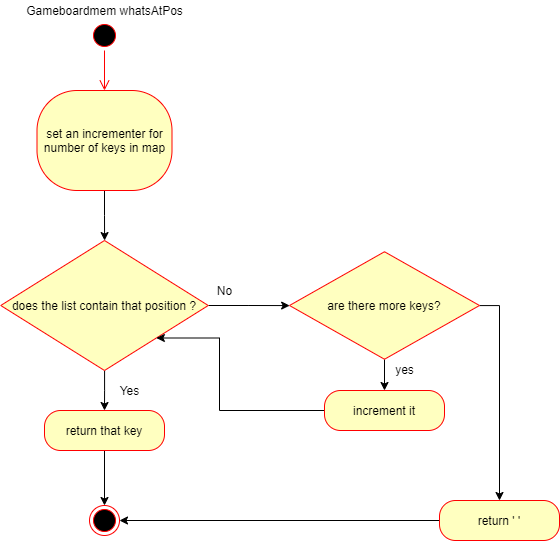 Gameboardmem whatsAtPos
set an incrementer for
number of keys in map
does the list contain that position ?
No
are there more keys?
yes
Yes
increment it
return that key
return ' '